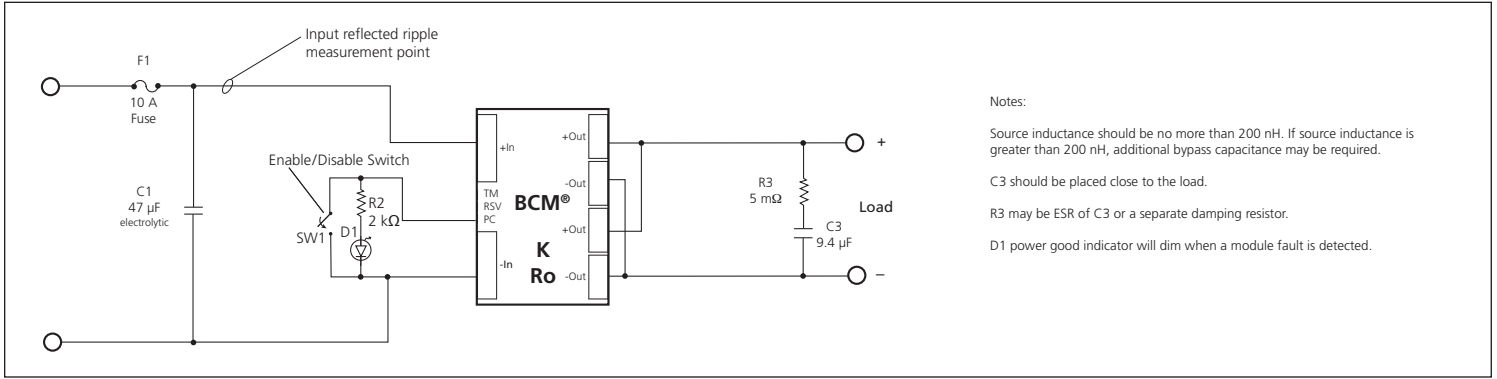 Input reflected ripple
measurement point
F1
10 A
Fuse
C1
47 µF
electrolytic
Enable/Disable Switch
SW1
R2
2 kΩ
D1
+In
TM
RSV
PC
-In
BCM®
K
Ro
+Out
-Out
+Out
-Out
R3
5 mΩ
C3
9.4 µF
+
Load
–
Notes:
Source inductance should be no more than 200 nH. If source inductance is
greater than 200 nH, additional bypass capacitance may be required.
C3 should be placed close to the load.
R3 may be ESR of C3 or a separate damping resistor.
D1 power good indicator will dim when a module fault is detected.